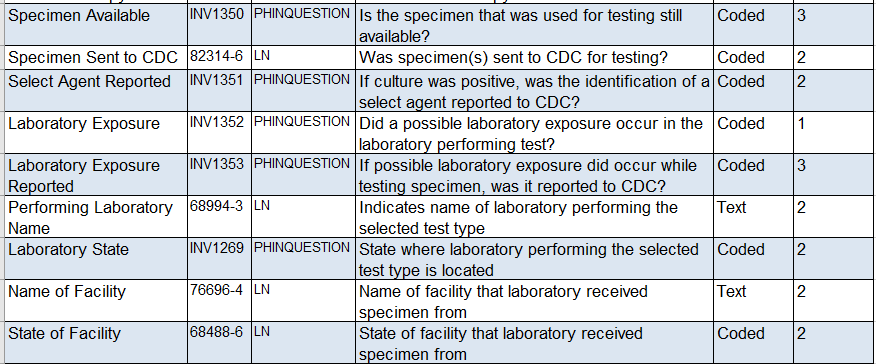 Specimen Available INV1350 PHINQUESTION Is the specimen that was used for testing still Coded 3
available?
Specimen Sent to CDC 82314-6 LN Was specimen(s) sent to CDC for testing? Coded 2
Select Agent Reported INV1351 PHINQUESTION If culture was positive, was the identification of a Coded 2
select agent reported to CDC?
Laboratory Exposure INV1352 PHINQUESTION Did a possible laboratory exposure occur in the Coded 1
laboratory performing test?
Laboratory Exposure INV1353 PHINQUESTION If possible laboratory exposure did occur while Coded 3
Reported testing specimen, was it reported to CDC?
Performing Laboratory 68994-3 LN Indicates name of laboratory performing the Text 2
Name selected test type
Laboratory State INV1269 PHINQUESTION State where laboratory performing the selected Coded 2
test type is located
Name of Facility 76696-4 LN Name of facility that laboratory received Text 2
specimen from
State of Facility 68488-6 LN State of facility that laboratory received Coded 2
specimen from